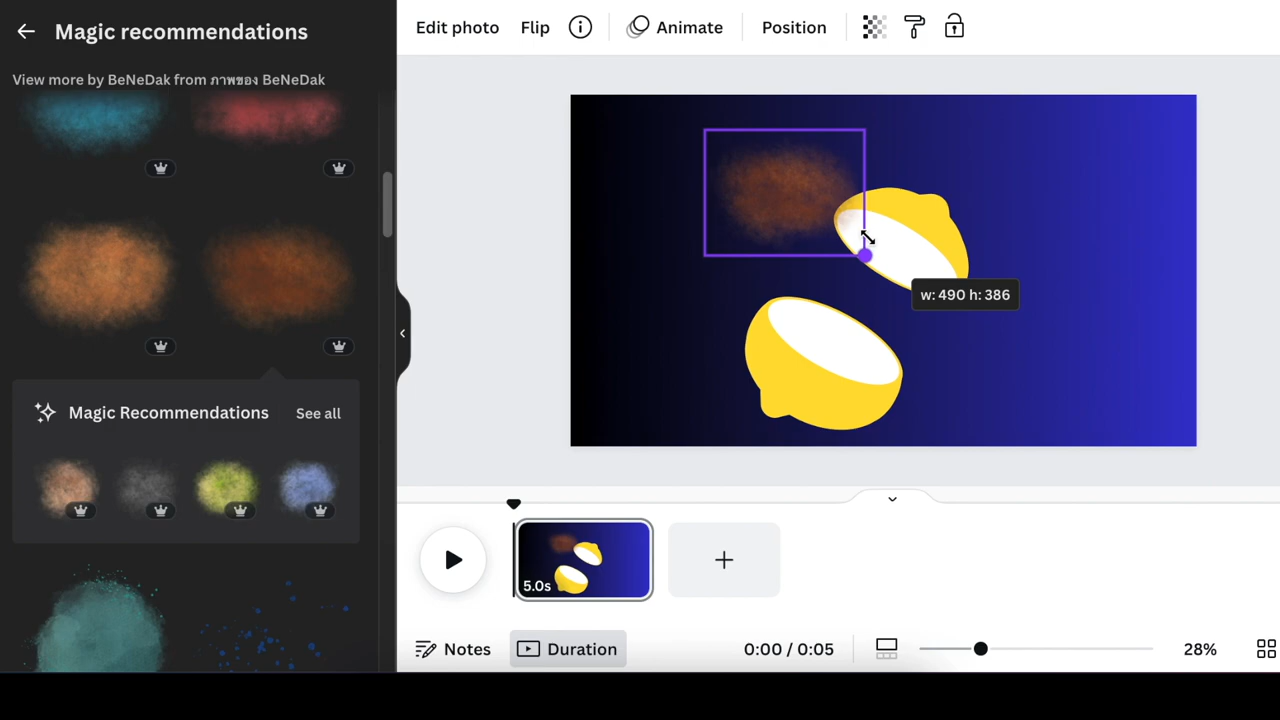 Magic recommendations
View more by BeNeDak from ภาพของ BeNeDak
Magic Recommendations See all
Edit photo Flip Animate Position
w: 490 h: 386
5.0s
Notes Duration 0:00 / 0:05 28%